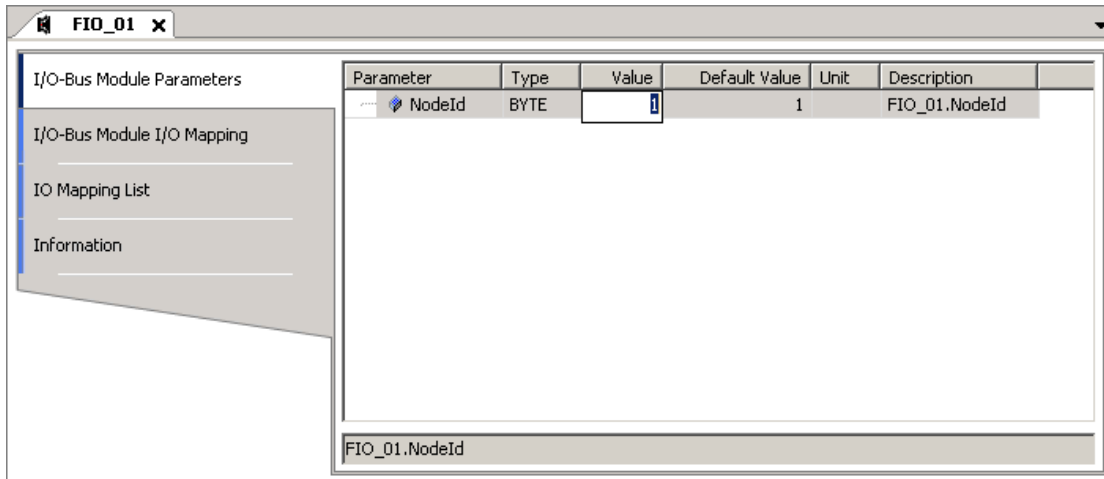 FIO_01
I/O-Bus Module Parameters
I/O-Bus Module I/O Mapping
IO Mapping List
Information
Parameter Type Value Default Value Unit Description
NodeId BYTE 1 1 FIO_01.NodeId
FIO_01.NodeId